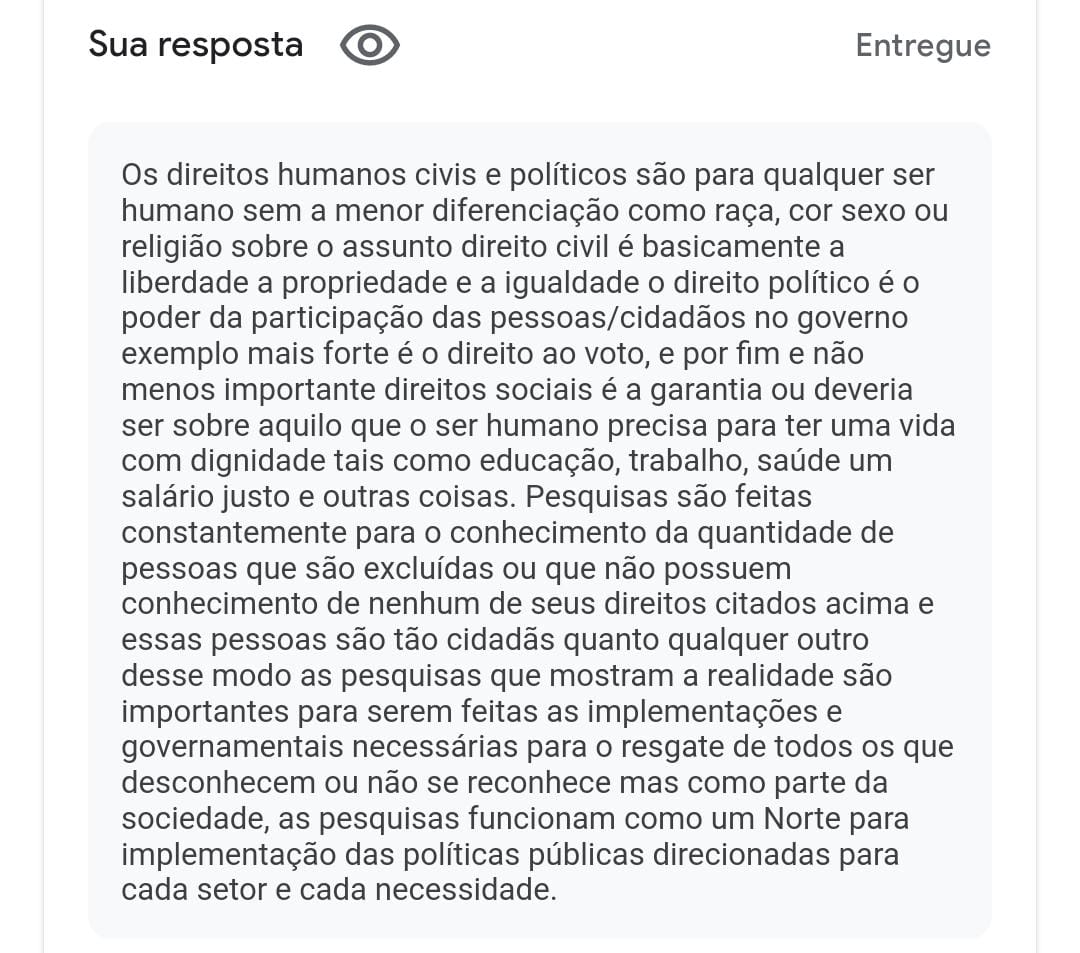 Sua resposta
Entregue
Os direitos humanos civis e políticos são para qualquer ser
humano sem a menor diferenciação como raça, cor sexo ou
religião sobre o assunto direito civil é basicamente a
liberdade a propriedade e a igualdade o direito político é o
poder da participação das pessoas/cidadãos no governo
exemplo mais forte é o direito ao voto, e por fim e não
menos importante direitos sociais é a garantia ou deveria
ser sobre aquilo que o ser humano precisa para ter uma vida
com dignidade tais como educação, trabalho, saúde um
salário justo e outras coisas. Pesquisas são feitas
constantemente para o conhecimento da quantidade de
pessoas que são excluídas ou que não possuem
conhecimento de nenhum de seus direitos citados acima e
essas pessoas são tão cidadãs quanto qualquer outro
desse modo as pesquisas que mostram a realidade são
importantes para serem feitas as implementações e
governamentais necessárias para o resgate de todos os que
desconhecem ou não se reconhece mas como parte da
sociedade, as pesquisas funcionam como um Norte para
implementação das políticas públicas direcionadas para
cada setor e cada necessidade.